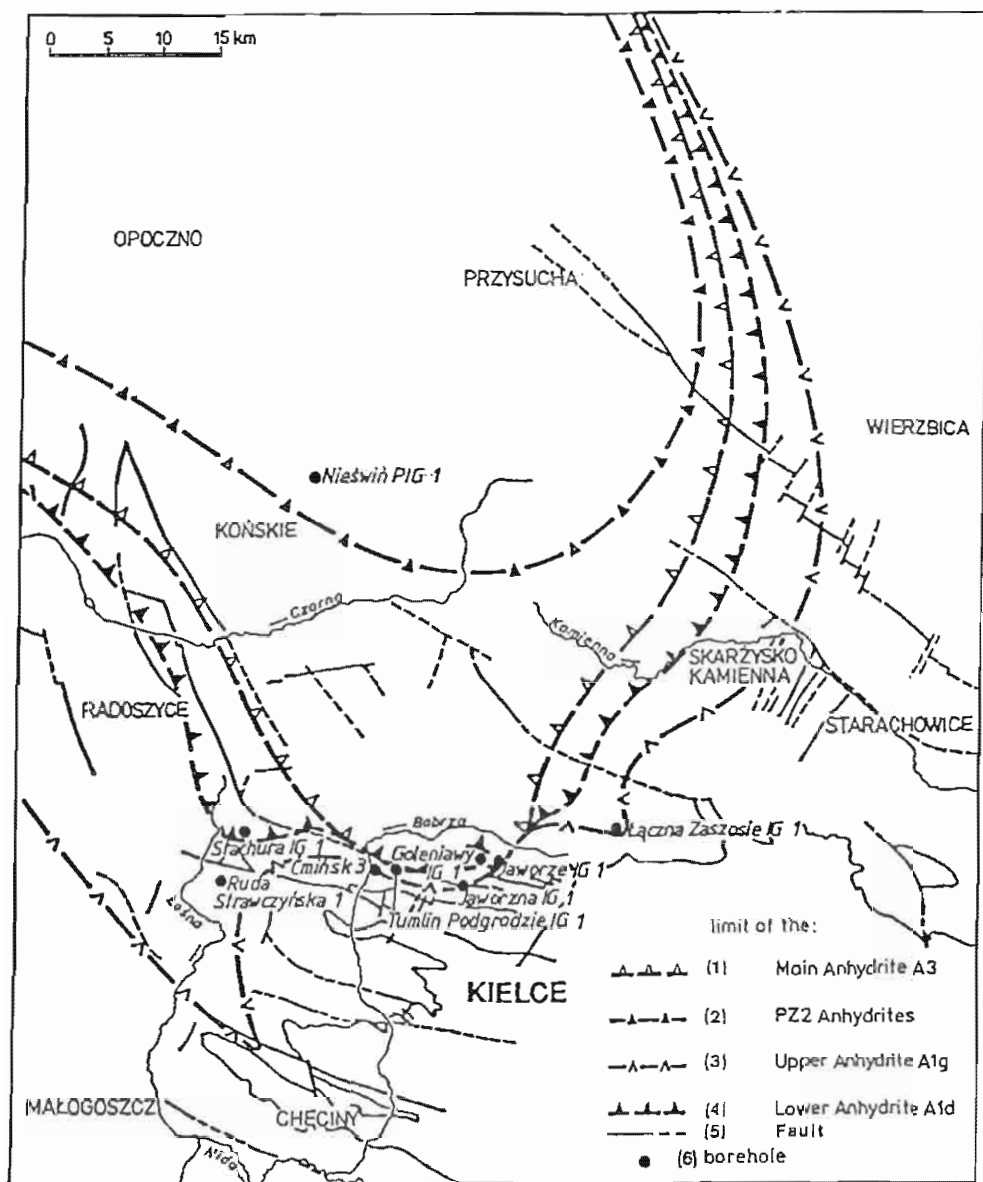 0 5 10 15 km
OPOCZNO
PRZYSUCHA
WIERZBICA
Nieświń PIG-1
KOŃSKIE
Czarna
Kamienna
SKARŻYSKO
KAMIENNA
RADOSZYCE
STARACHOWICE
Bobrza
Łączna Zaszosie IG 1
Stachura IG 1
Ćmińsk 3
Goleniawy
IG 1
Jaworze IG 1
Ruda
Strawczyńska 1
Jaworzna IG 1
Tumlin Podgrodzie IG 1
Łośna
KIELCE
limit of the:
(1) Main Anhydrite A3
(2) PZ2 Anhydrites
(3) Upper Anhydrite A1g
(4) Lower Anhydrite A1d
(5) Fault
(6) borehole
MAŁOGOSZCZ
CHĘCINY
Nida